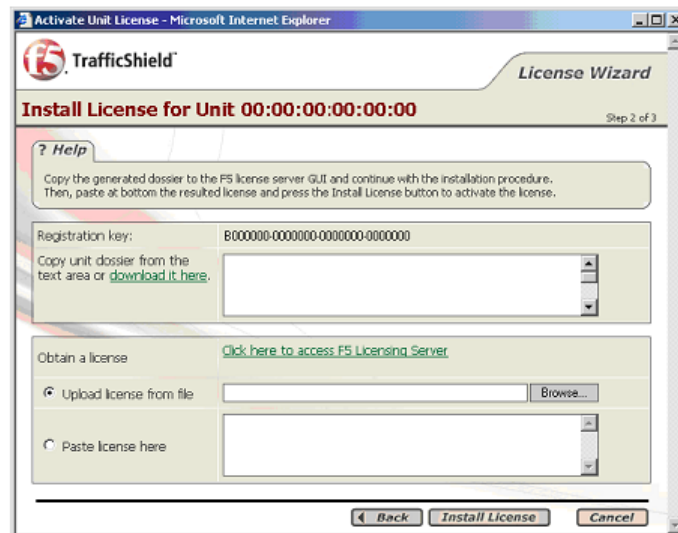 Activate Unit License - Microsoft Internet Explorer
f5 TrafficShield™
License Wizard
Install License for Unit 00:00:00:00:00:00
Step 2 of 3
? Help
Copy the generated dossier to the F5 license server GUI and continue with the installation procedure.
Then, paste at bottom the resulted license and press the Install License button to activate the license.
Registration key: B000000-0000000-0000000-0000000
Copy unit dossier from the
text area or download it here.
Obtain a license Click here to access F5 Licensing Server
Upload license from file Browse...
Paste license here
Back Install License Cancel